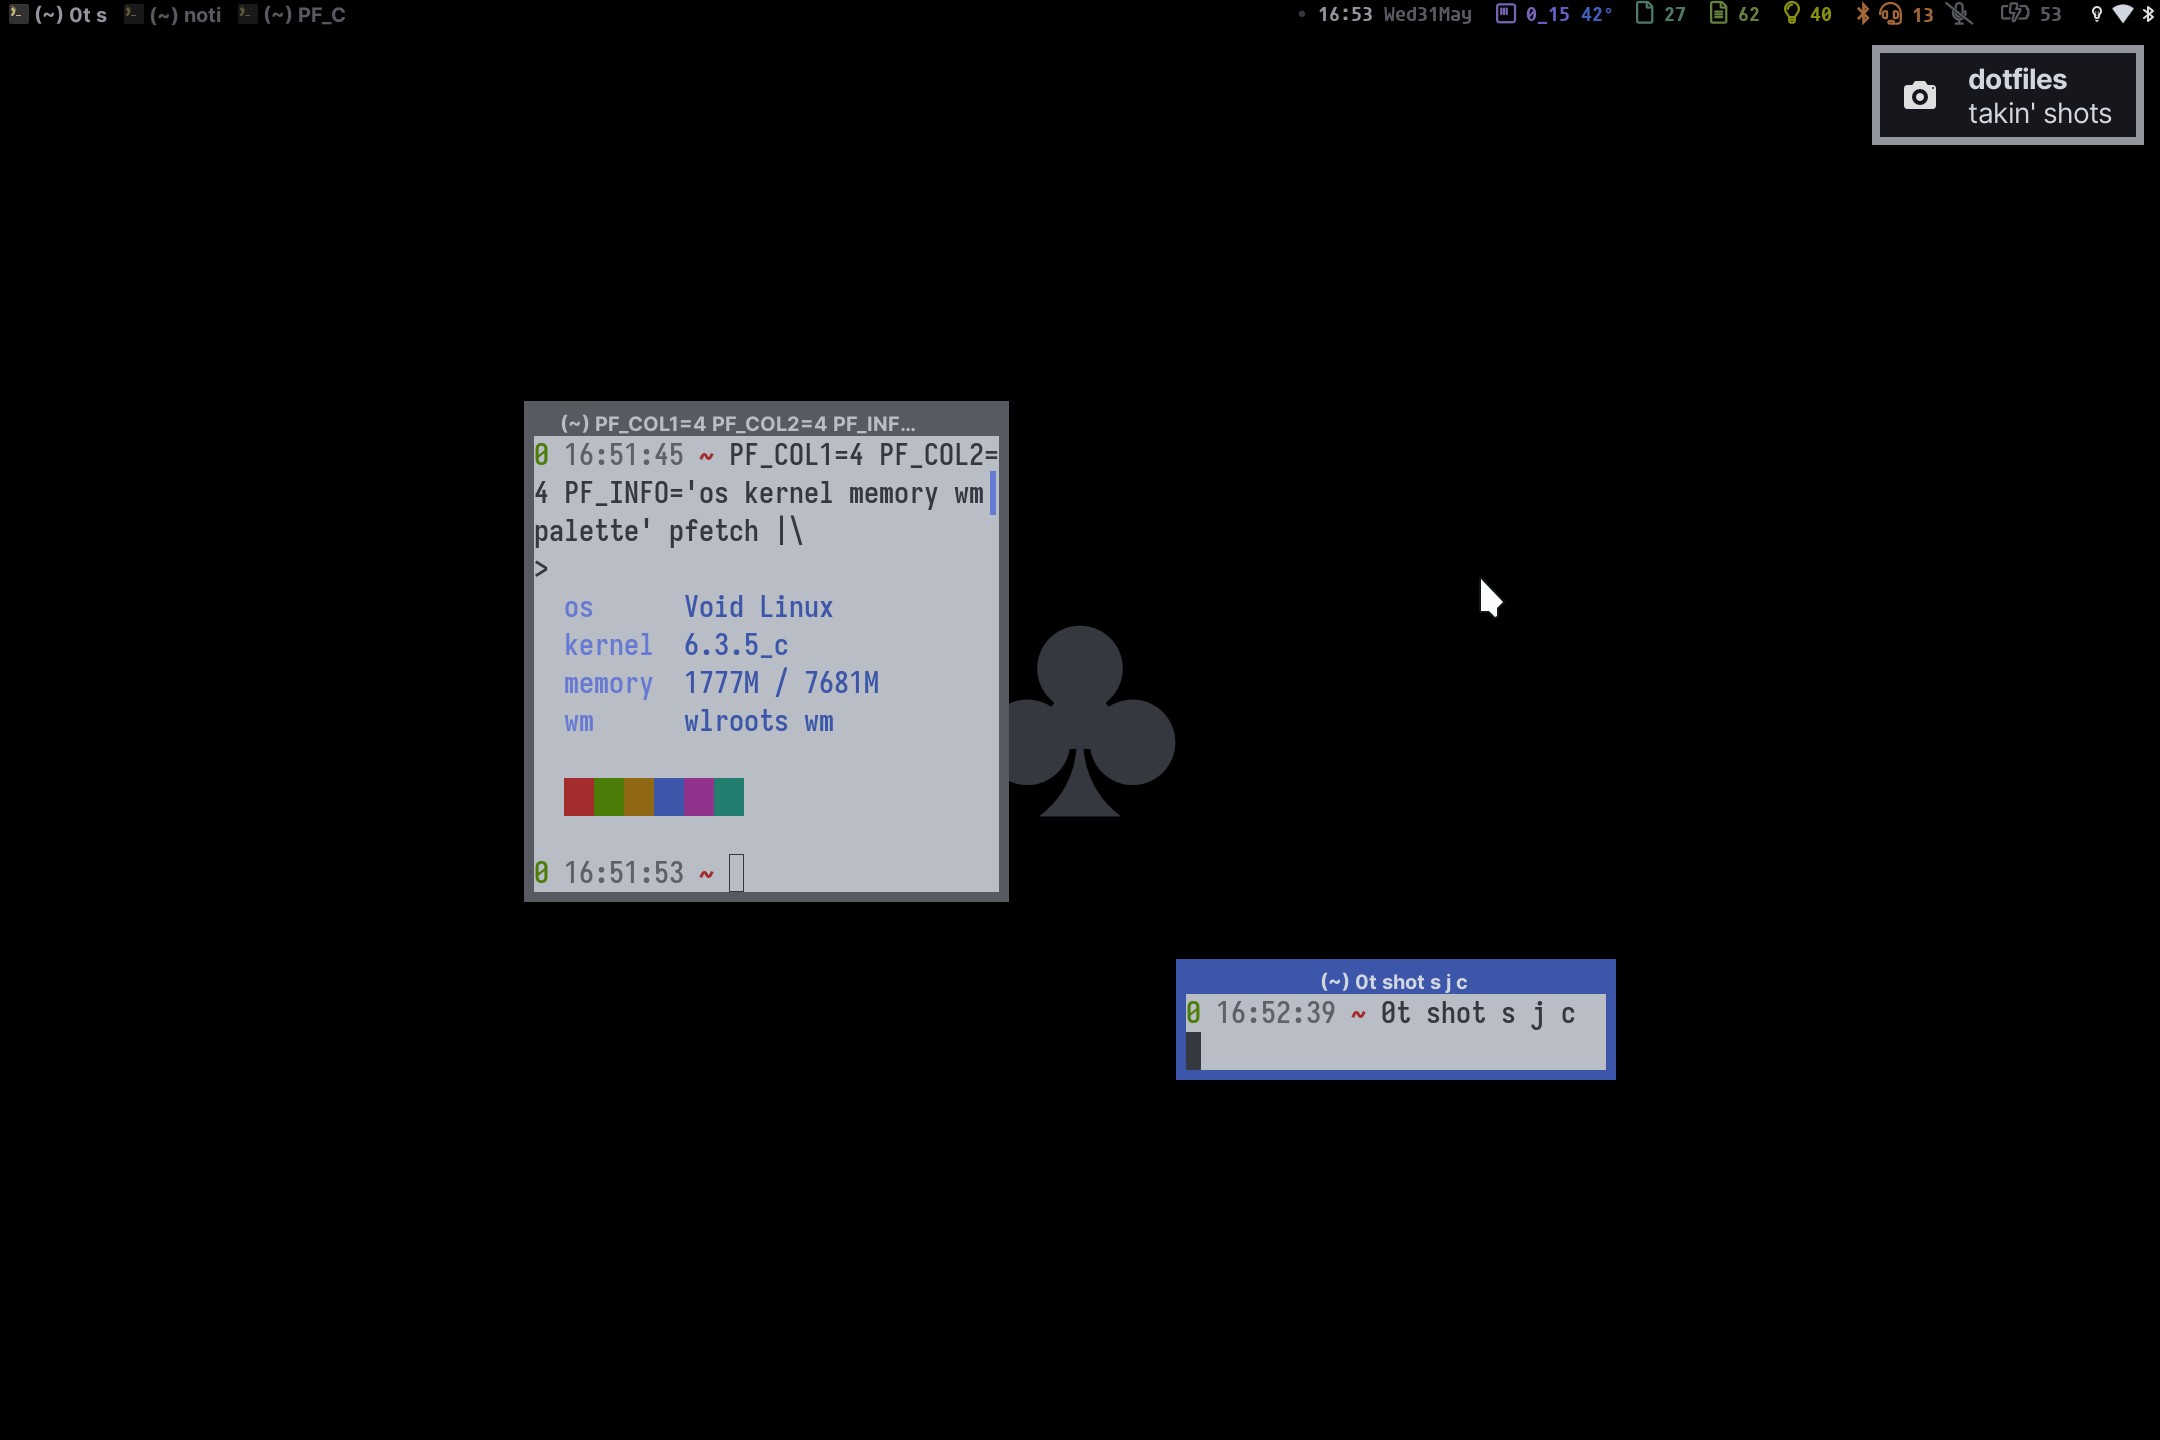 (~) 0t s (~) noti (~) PF_C 16:53 Wed31May 0_15 42° 27 62 40 13 53
dotfiles
takin' shots
(~) PF_COL1=4 PF_COL2=4 PF_INF...
0 16:51:45 ~ PF_COL1=4 PF_COL2=
4 PF_INFO='os kernel memory wm
palette' pfetch |\
>
os Void Linux
kernel 6.3.5_c
memory 1777M / 7681M
wm wlroots wm
0 16:51:53 ~
(~) 0t shot s j c
0 16:52:39 ~ 0t shot s j c